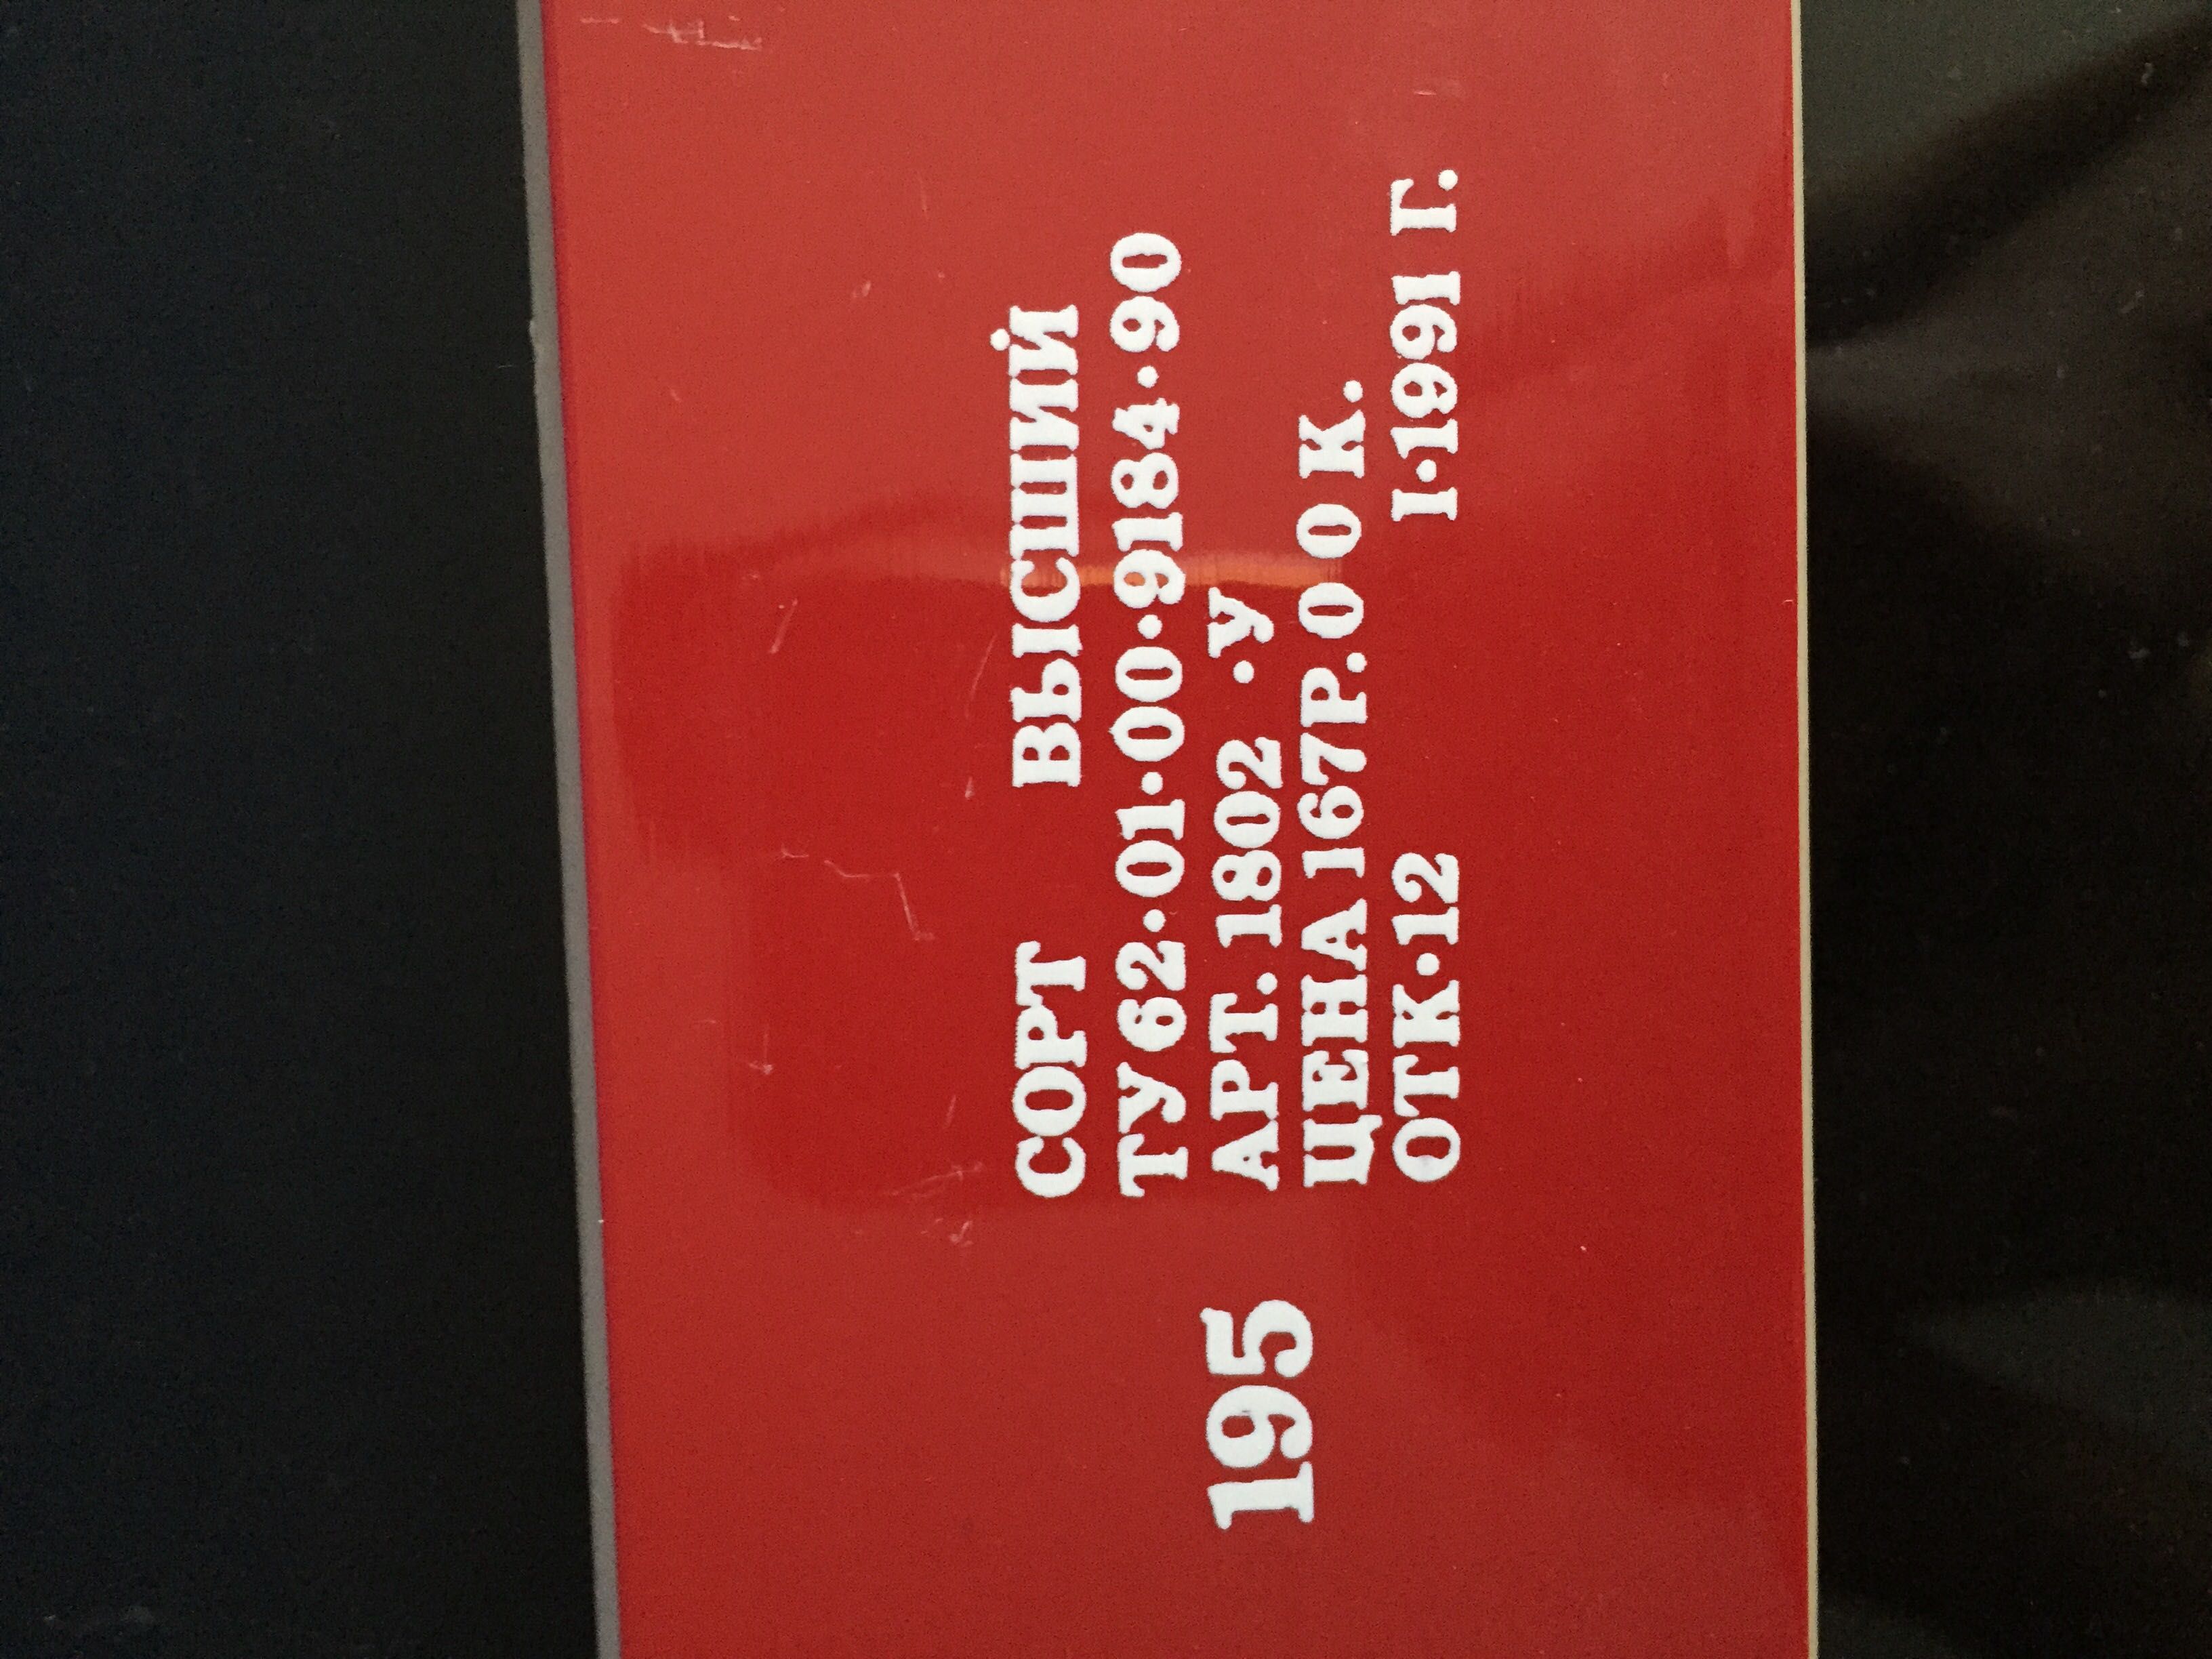 195
СОРТ ВЫСШИЙ
ТУ 62·01·00·9184·90
АРТ. 1802 ·У
ЦЕНА 167Р. 0 0 К.
ОТК·12 I·1991 Г.